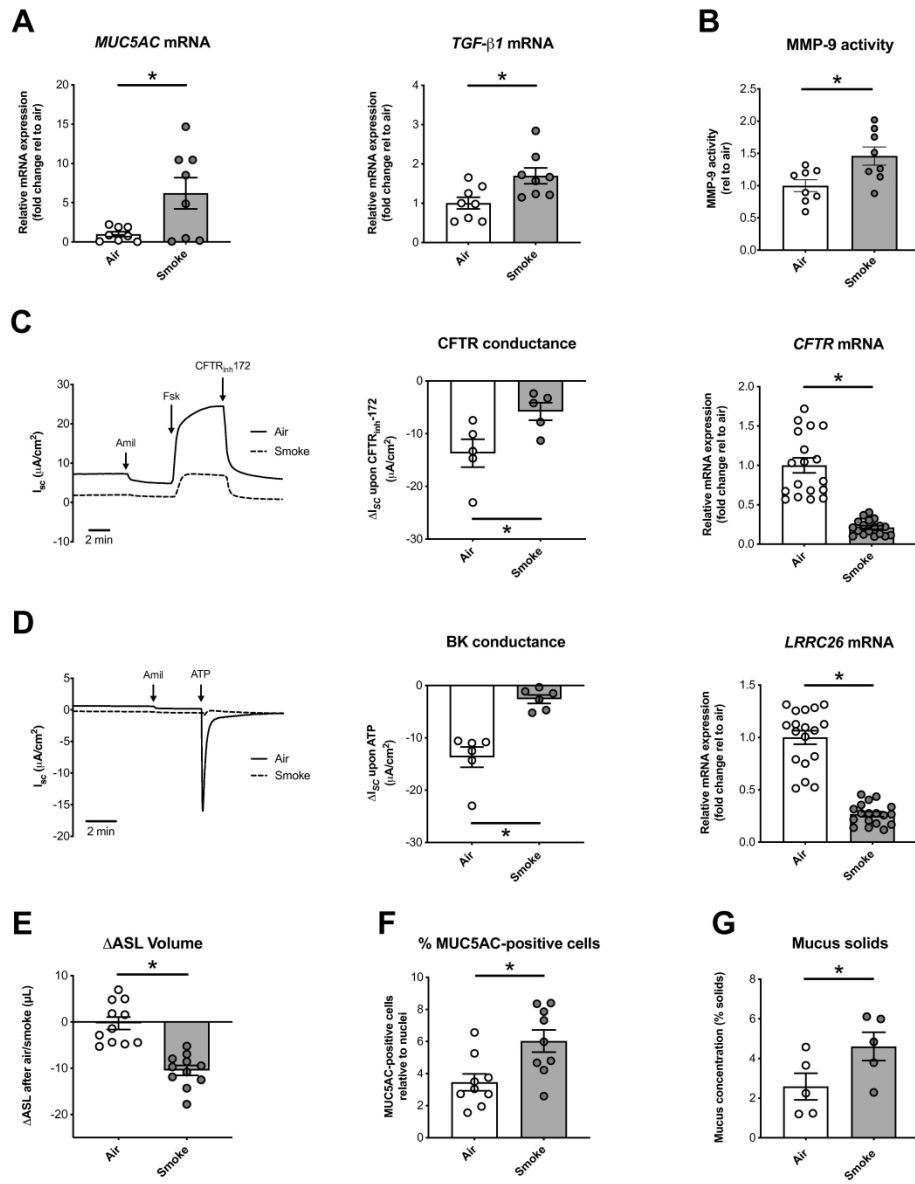 A
MUC5AC mRNA
Relative mRNA expression
(fold change rel to air)
20
15
10
5
0
Air
Smoke
*
TGF-β1 mRNA
Relative mRNA expression
(fold change rel to air)
4
3
2
1
0
Air
Smoke
*
B
MMP-9 activity
MMP-9 activity
(rel to air)
2.5
2.0
1.5
1.0
0.5
0.0
Air
Smoke
*
C
Isc (µA/cm²)
30
20
10
0
-10
Amil
Fsk
CFTRinh172
Air
Smoke
2 min
CFTR conductance
ΔISC upon CFTRinh-172
(µA/cm²)
0
-10
-20
-30
Air
Smoke
*
CFTR mRNA
Relative mRNA expression
(fold change rel to air)
2.0
1.5
1.0
0.5
0.0
Air
Smoke
*
D
Isc (µA/cm²)
5
0
-5
-10
-15
-20
Amil
ATP
Air
Smoke
2 min
BK conductance
ΔISC upon ATP
(µA/cm²)
0
-10
-20
-30
Air
Smoke
*
LRRC26 mRNA
Relative mRNA expression
(fold change rel to air)
1.5
1.0
0.5
0.0
Air
Smoke
*
E
ΔASL Volume
ΔASL after air/smoke (µL)
10
0
-10
-20
Air
Smoke
*
F
% MUC5AC-positive cells
MUC5AC-positive cells
relative to nuclei
10
8
6
4
2
0
Air
Smoke
*
G
Mucus solids
Mucus concentration (% solids)
8
6
4
2
0
Air
Smoke
*